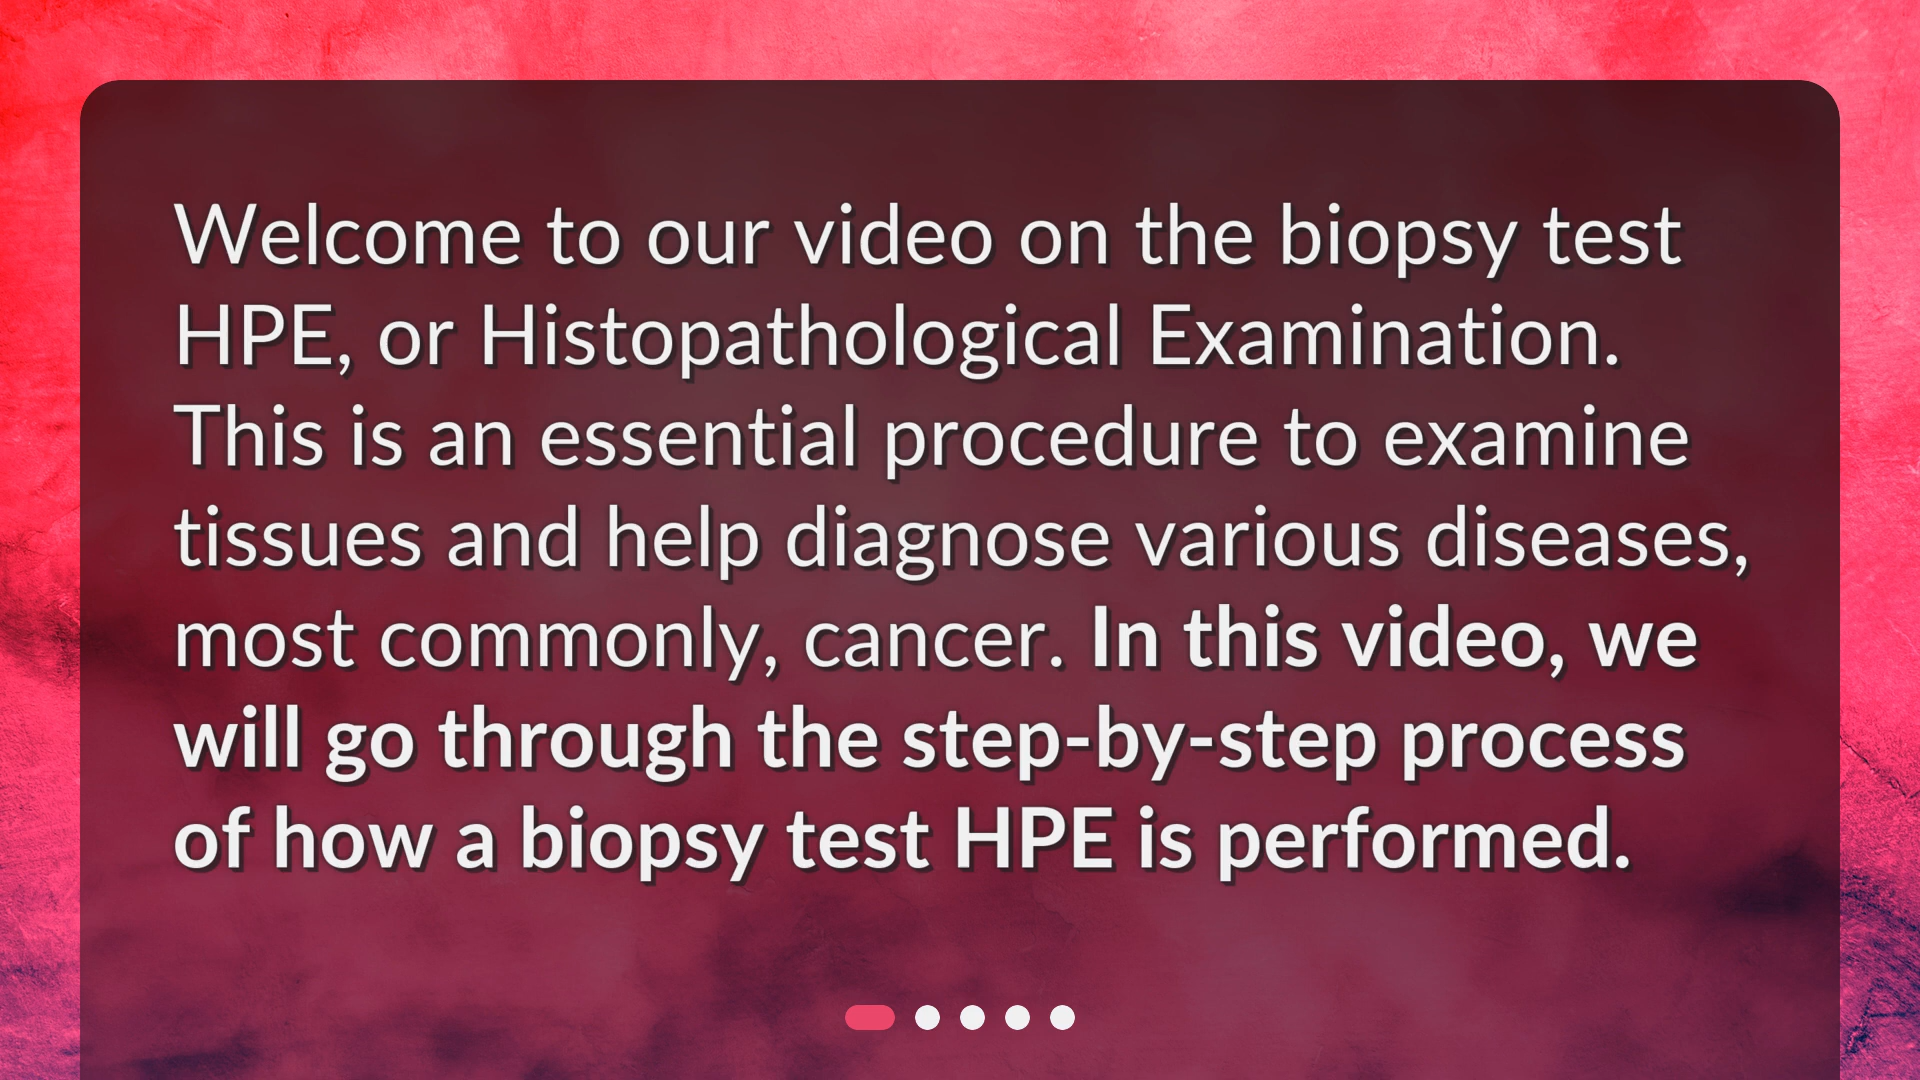 Welcome to our video on the biopsy test
HPE, or Histopathological Examination.
This is an essential procedure to examine
tissues and help diagnose various diseases,
most commonly, cancer. In this video, we
will go through the step-by-step process
of how a biopsy test HPE is performed.